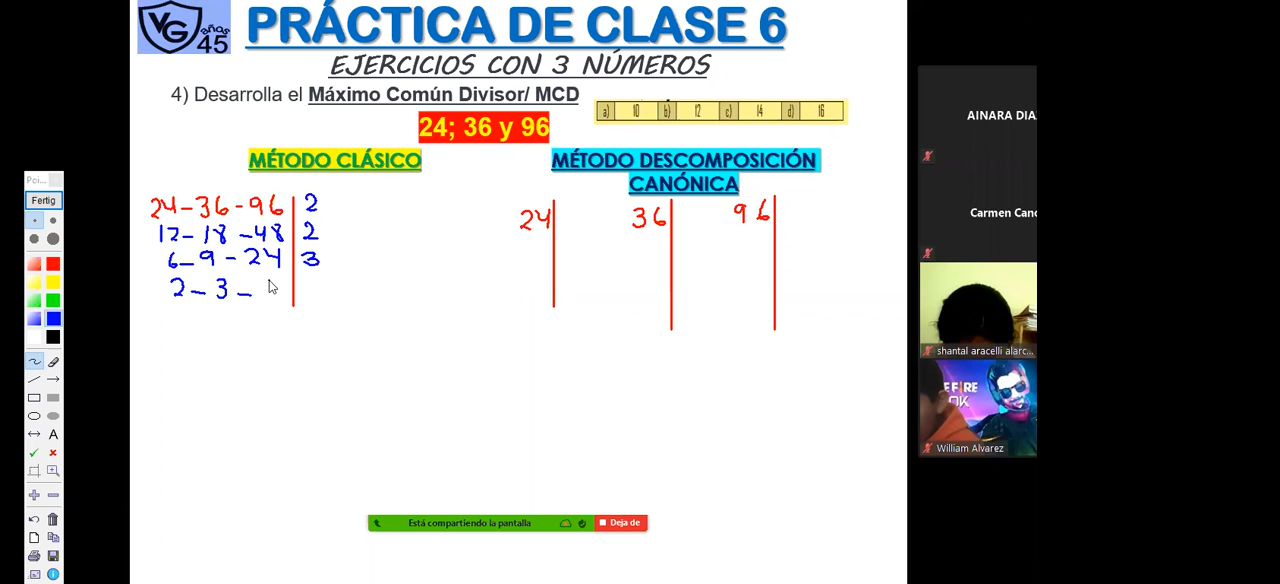 VG
años
45
PRÁCTICA DE CLASE 6
EJERCICIOS CON 3 NÚMEROS
4) Desarrolla el Máximo Común Divisor/ MCD
a) 10 b) 12 c) 14 d) 16
24; 36 y 96
MÉTODO CLÁSICO
MÉTODO DESCOMPOSICIÓN
CANÓNICA
24 - 36 - 96 | 2
12 - 18 - 48 | 2
6 - 9 - 24 | 3
2 - 3 -
24
36
96
Poi...
Fertig
A
AINARA DIA
Carmen Canc
shantal aracelli alarc...
FIRE
William Alvarez
Está compartiendo la pantalla
Deja de